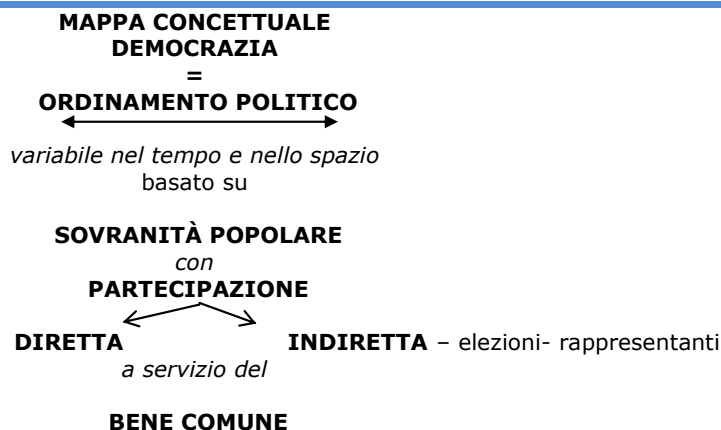 MAPPA CONCETTUALE
DEMOCRAZIA
=
ORDINAMENTO POLITICO
variabile nel tempo e nello spazio
basato su
SOVRANITÀ POPOLARE
con
PARTECIPAZIONE
DIRETTA INDIRETTA – elezioni- rappresentanti
a servizio del
BENE COMUNE